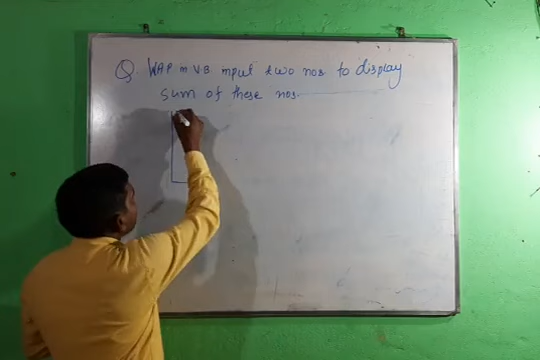 Q. WAP in VB input two nos to display
sum of these nos.